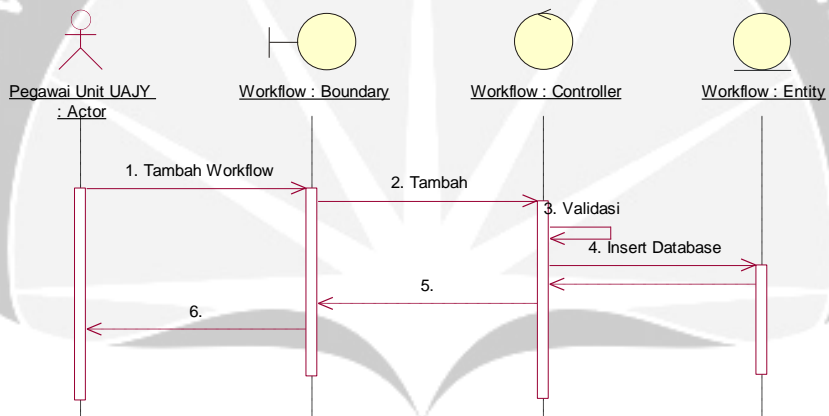 Pegawai Unit UAJY
: Actor
Workflow : Boundary
Workflow : Controller
Workflow : Entity
1. Tambah Workflow
2. Tambah
3. Validasi
4. Insert Database
5.
6.